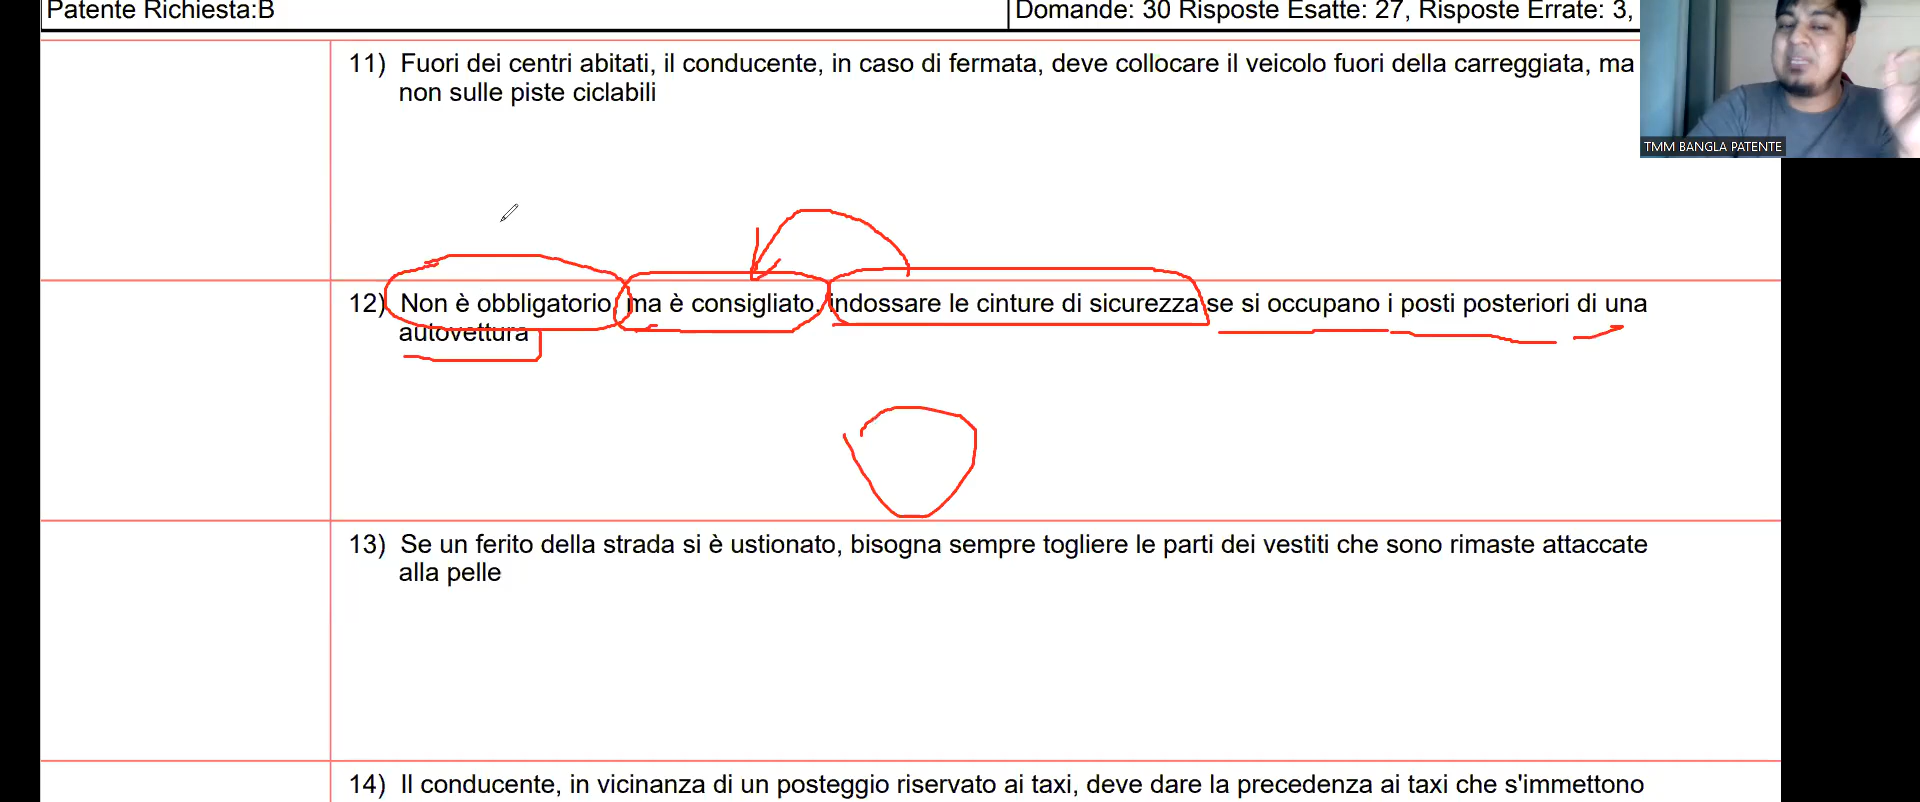 Patente Richiesta:B
Domande: 30 Risposte Esatte: 27, Risposte Errate: 3,
TMM BANGLA PATENTE
11) Fuori dei centri abitati, il conducente, in caso di fermata, deve collocare il veicolo fuori della carreggiata, ma
non sulle piste ciclabili
12) Non è obbligatorio, ma è consigliato, indossare le cinture di sicurezza se si occupano i posti posteriori di una
autovettura
13) Se un ferito della strada si è ustionato, bisogna sempre togliere le parti dei vestiti che sono rimaste attaccate
alla pelle
14) Il conducente, in vicinanza di un posteggio riservato ai taxi, deve dare la precedenza ai taxi che s'immettono